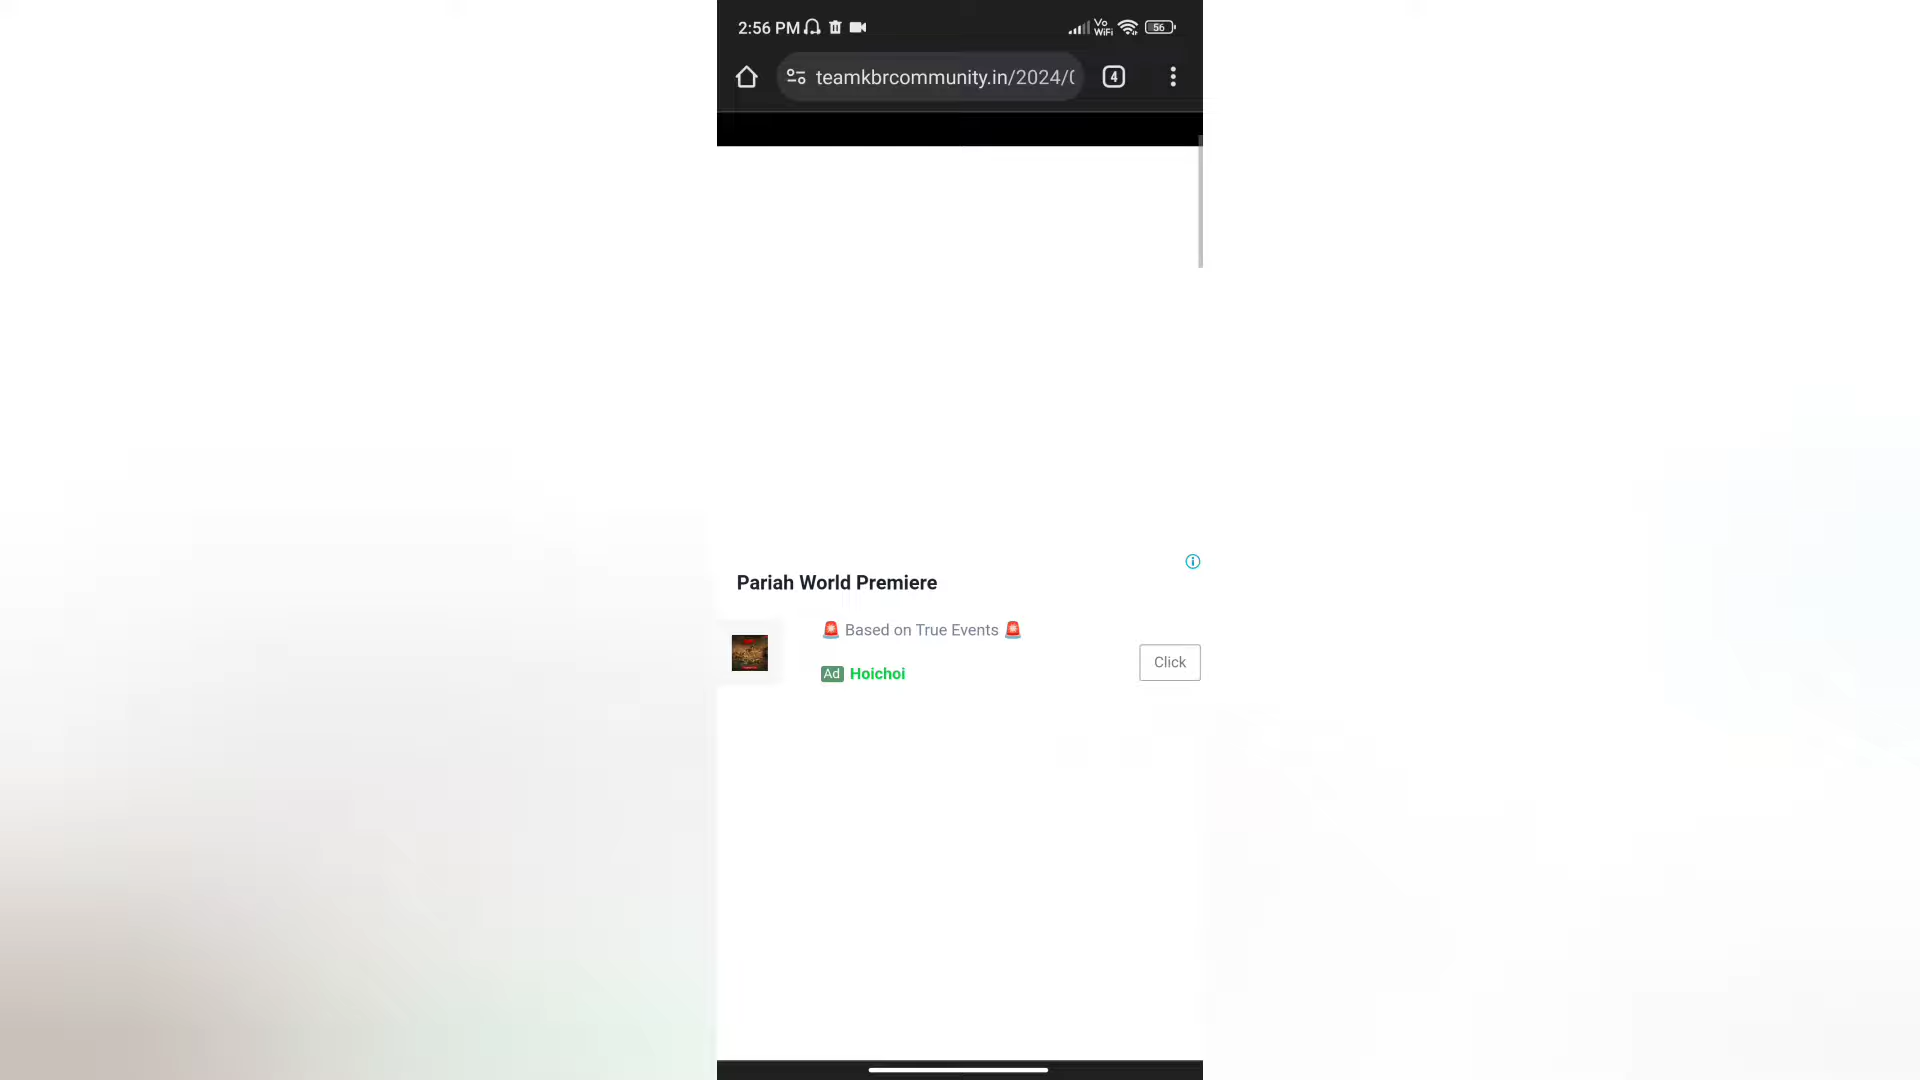 2:56 PM
Vo WiFi
56
teamkbrcommunity.in/2024/
4
Pariah World Premiere
🚨 Based on True Events 🚨
Ad Hoichoi
Click